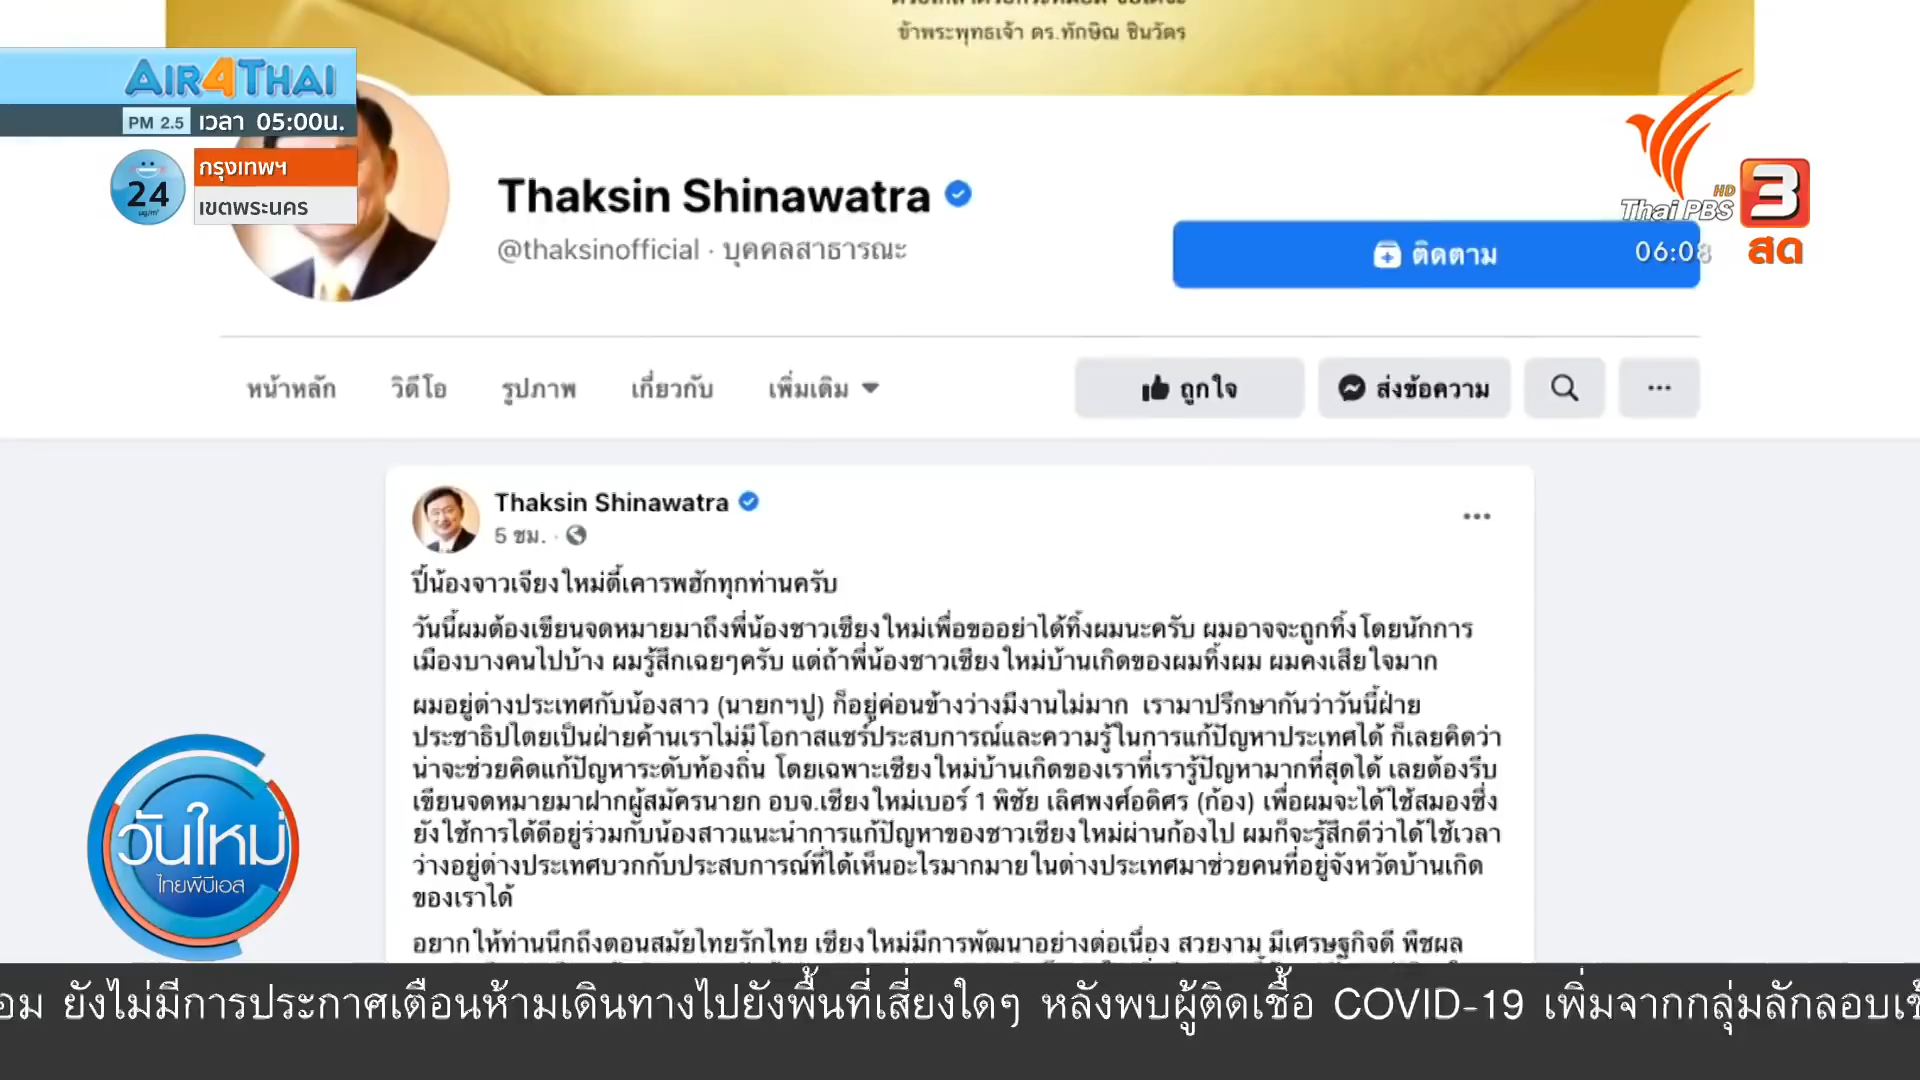 ข้าพระพุทธเจ้า ดร.ทักษิณ ชินวัตร
AIR4THAI
PM 2.5 เวลา 05:00น.
24
กรุงเทพฯ
เขตพระนคร
Thaksin Shinawatra
@thaksinofficial · บุคคลสาธารณะ
ติดตาม
Thai PBS HD 3
06:08 สด
หน้าหลัก วิดีโอ รูปภาพ เกี่ยวกับ เพิ่มเติม
ถูกใจ ส่งข้อความ
Thaksin Shinawatra
5 ชม. ·
ปี้น้องจาวเจียงใหม่ตี้เคารพฮักทุกท่านครับ
วันนี้ผมต้องเขียนจดหมายมาถึงพี่น้องชาวเชียงใหม่เพื่อขออย่าได้ทิ้งผมนะครับ ผมอาจจะถูกทิ้งโดยนักการ
เมืองบางคนไปบ้าง ผมรู้สึกเฉยๆครับ แต่ถ้าพี่น้องชาวเชียงใหม่บ้านเกิดของผมทิ้งผม ผมคงเสียใจมาก
ผมอยู่ต่างประเทศกับน้องสาว (นายกฯปู) ก็อยู่ค่อนข้างว่างมีงานไม่มาก เรามาปรึกษากันว่าวันนี้ฝ่าย
ประชาธิปไตยเป็นฝ่ายค้านเราไม่มีโอกาสแชร์ประสบการณ์และความรู้ในการแก้ปัญหาประเทศได้ ก็เลยคิดว่า
น่าจะช่วยคิดแก้ปัญหาระดับท้องถิ่น โดยเฉพาะเชียงใหม่บ้านเกิดของเราที่เรารู้ปัญหามากที่สุดได้ เลยต้องรีบ
เขียนจดหมายมาฝากผู้สมัครนายก อบจ.เชียงใหม่เบอร์ 1 พิชัย เลิศพงศ์อดิศร (ก้อง) เพื่อผมจะได้ใช้สมองซึ่ง
ยังใช้การได้ดีอยู่ร่วมกับน้องสาวแนะนำการแก้ปัญหาของชาวเชียงใหม่ผ่านก้องไป ผมก็จะรู้สึกดีว่าได้ใช้เวลา
ว่างอยู่ต่างประเทศบวกกับประสบการณ์ที่ได้เห็นอะไรมากมายในต่างประเทศมาช่วยคนที่อยู่จังหวัดบ้านเกิด
ของเราได้
อยากให้ท่านนึกถึงตอนสมัยไทยรักไทย เชียงใหม่มีการพัฒนาอย่างต่อเนื่อง สวยงาม มีเศรษฐกิจดี พืชผล
วันใหม่
ไทยพีบีเอส
อม ยังไม่มีการประกาศเตือนห้ามเดินทางไปยังพื้นที่เสี่ยงใดๆ หลังพบผู้ติดเชื้อ COVID-19 เพิ่มจากกลุ่มลักลอบเข้